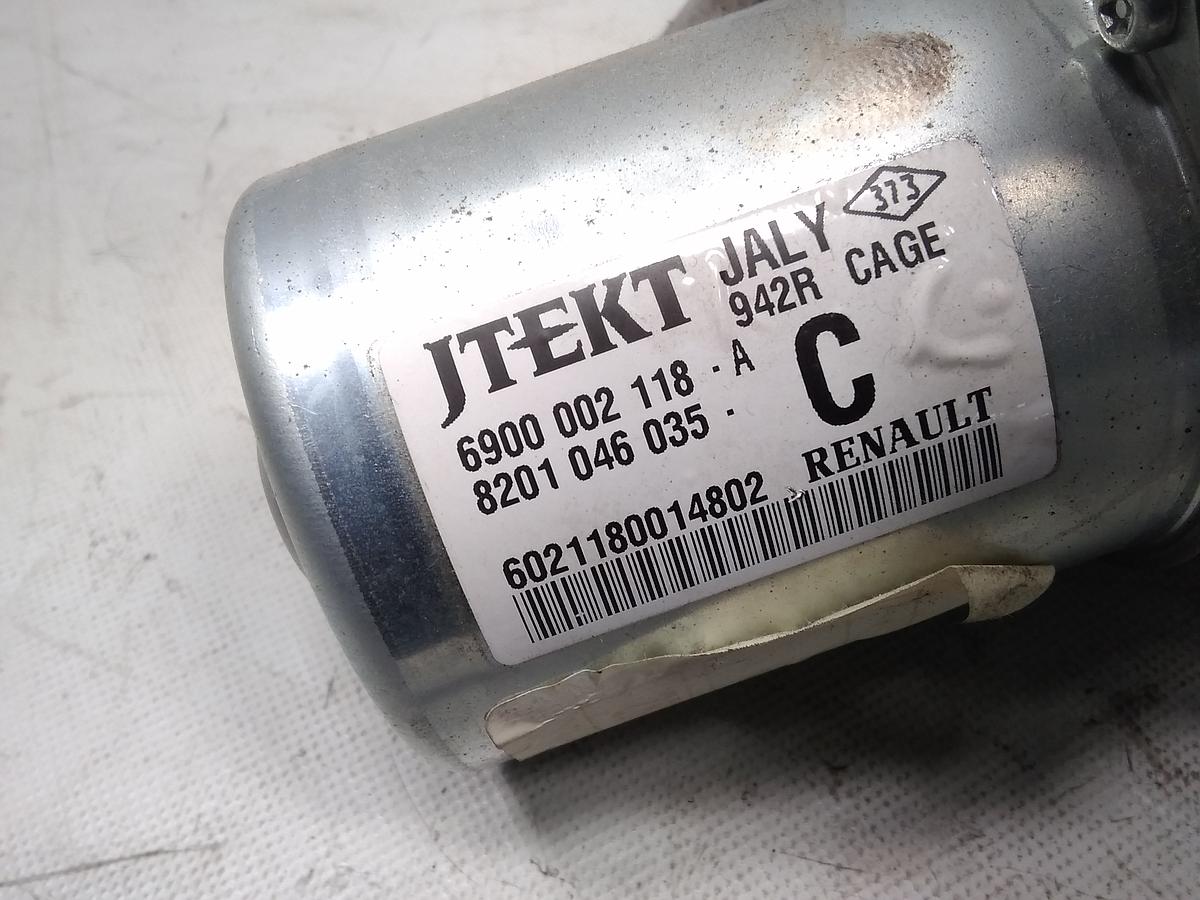 JTEKT JALY 373
942R CAGE
6900 002 118 - A
8201 046 035 -
C
RENAULT
6021180014802